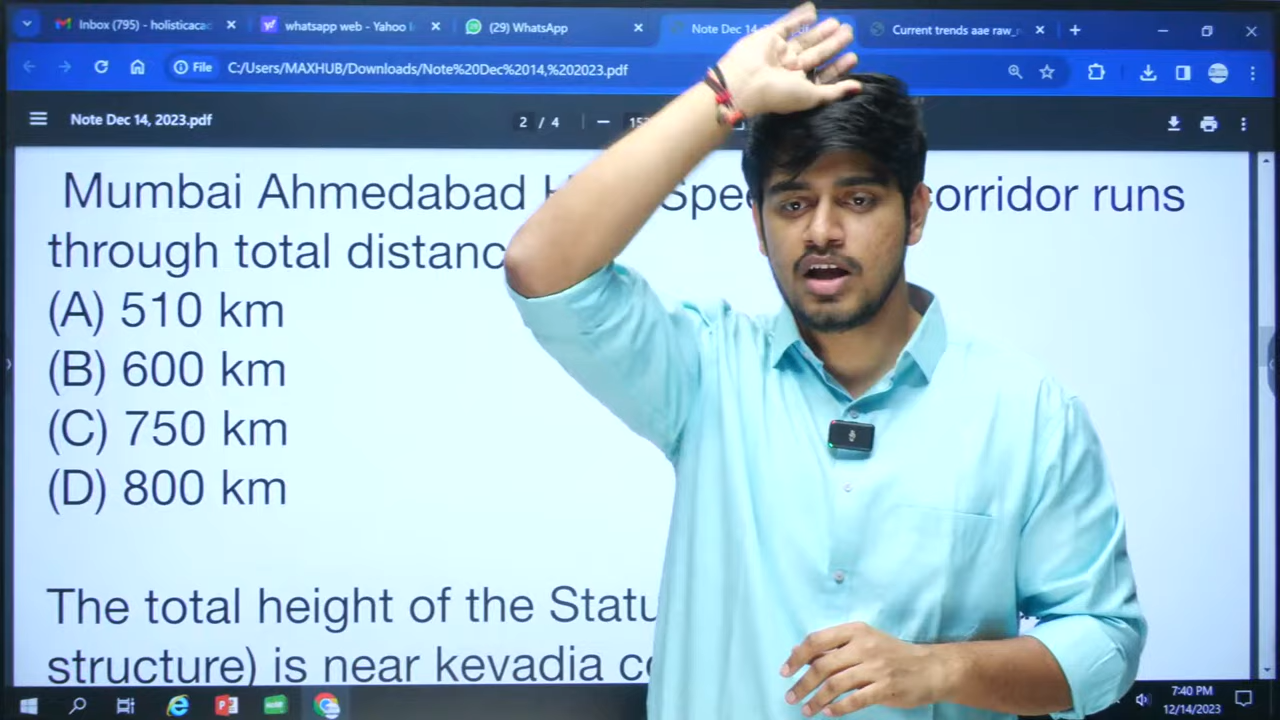 Inbox (795) - holisticacac
whatsapp web - Yahoo I
(29) WhatsApp
Note Dec 14
Current trends aae raw_
File
C:/Users/MAXHUB/Downloads/Note%20Dec%2014,%202023.pdf
Note Dec 14, 2023.pdf
2 / 4
Mumbai Ahmedabad corridor runs
through total distanc
(A) 510 km
(B) 600 km
(C) 750 km
(D) 800 km
The total height of the Statu
structure) is near kevadia
7:40 PM
12/14/2023